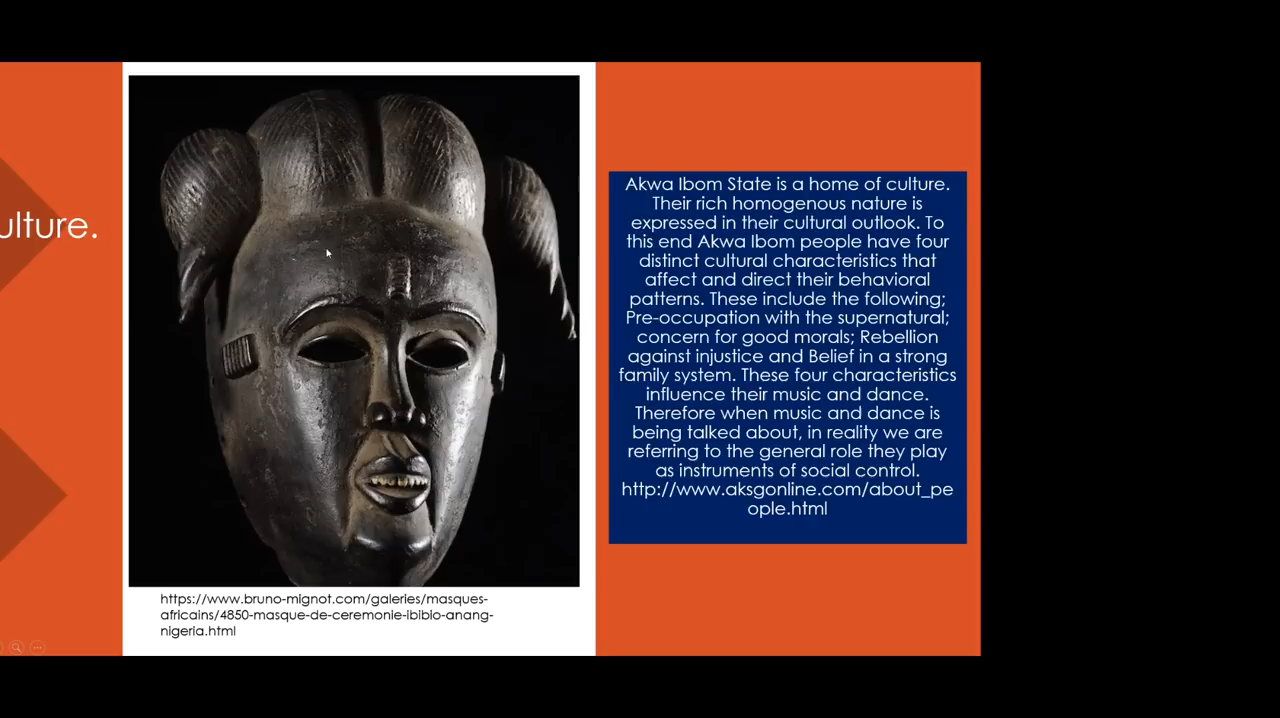 ulture.
https://www.bruno-mignot.com/galeries/masques-
africains/4850-masque-de-ceremonie-ibibio-anang-
nigeria.html
Akwa Ibom State is a home of culture.
Their rich homogenous nature is
expressed in their cultural outlook. To
this end Akwa Ibom people have four
distinct cultural characteristics that
affect and direct their behavioral
patterns. These include the following;
Pre-occupation with the supernatural;
concern for good morals; Rebellion
against injustice and Belief in a strong
family system. These four characteristics
influence their music and dance.
Therefore when music and dance is
being talked about, in reality we are
referring to the general role they play
as instruments of social control.
http://www.aksgonline.com/about_pe
ople.html